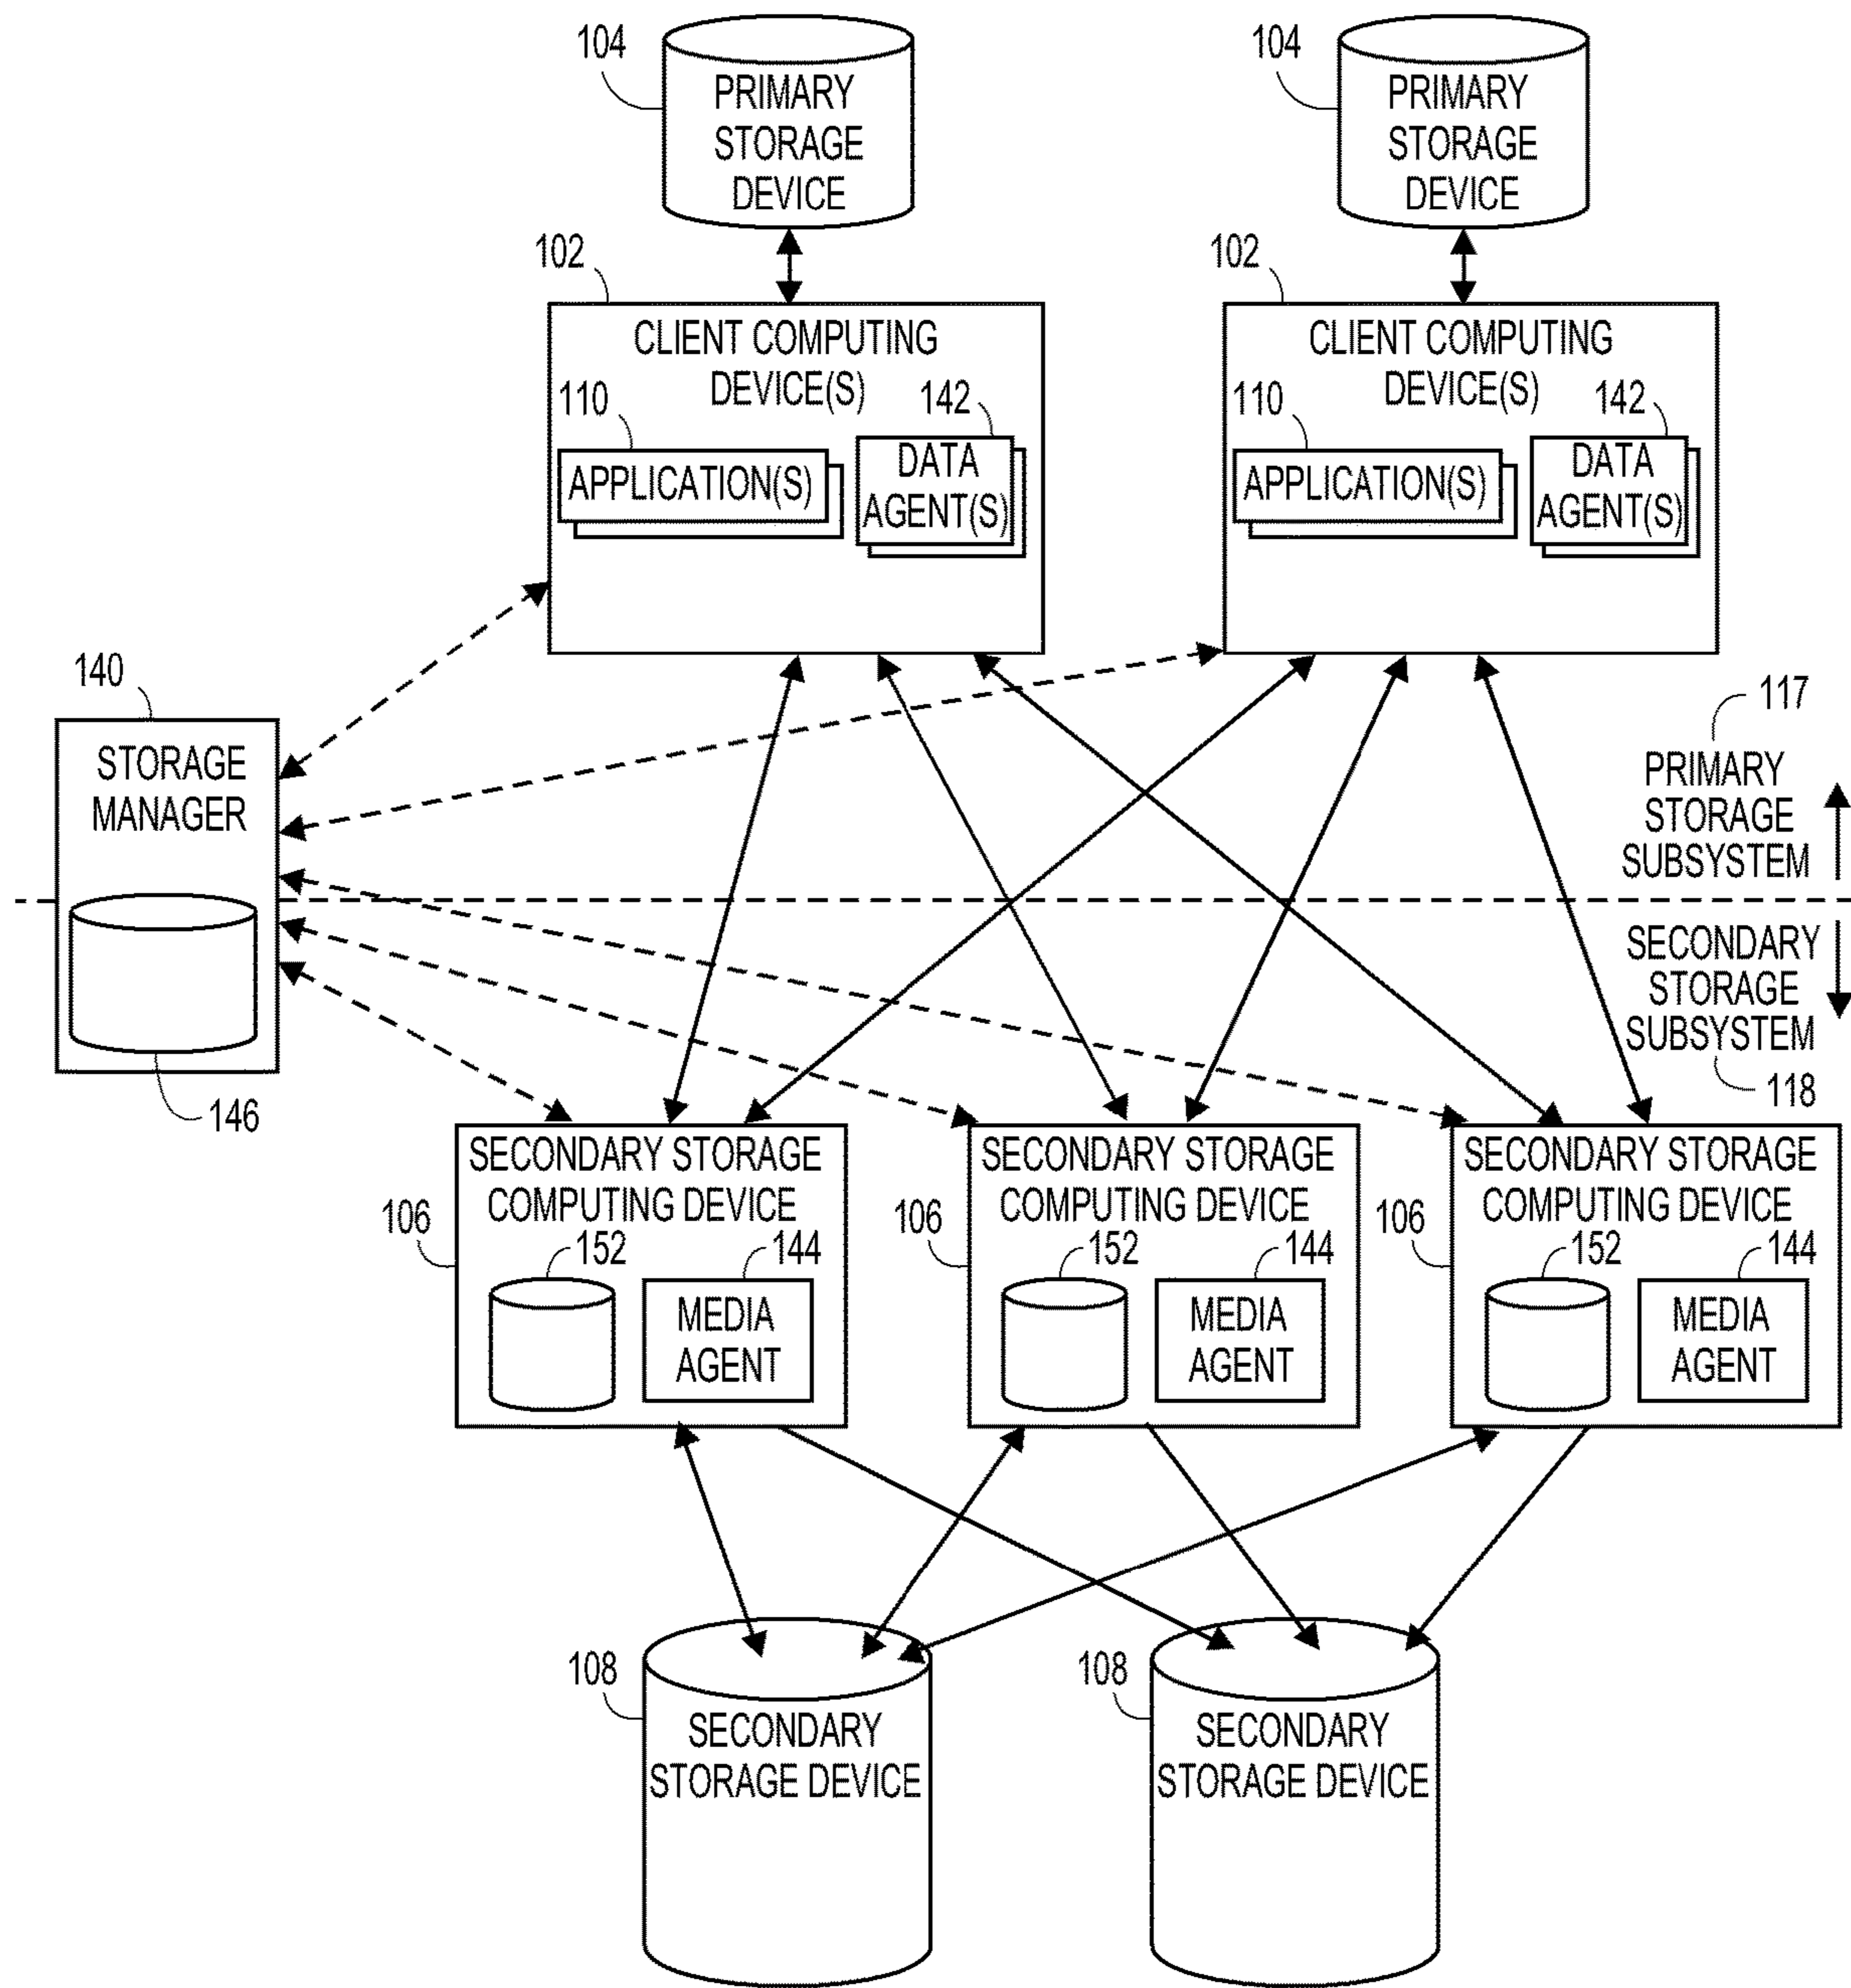 104
PRIMARY
STORAGE
DEVICE
104
PRIMARY
STORAGE
DEVICE
102
CLIENT COMPUTING
DEVICE(S)
110
142
APPLICATION(S)
DATA
AGENT(S)
102
CLIENT COMPUTING
DEVICE(S)
110
142
APPLICATION(S)
DATA
AGENT(S)
140
STORAGE
MANAGER
146
117
PRIMARY
STORAGE
SUBSYSTEM
SECONDARY
STORAGE
SUBSYSTEM
118
SECONDARY STORAGE
COMPUTING DEVICE
106
152
144
MEDIA
AGENT
SECONDARY STORAGE
COMPUTING DEVICE
106
152
144
MEDIA
AGENT
SECONDARY STORAGE
COMPUTING DEVICE
106
152
144
MEDIA
AGENT
108
SECONDARY
STORAGE DEVICE
108
SECONDARY
STORAGE DEVICE